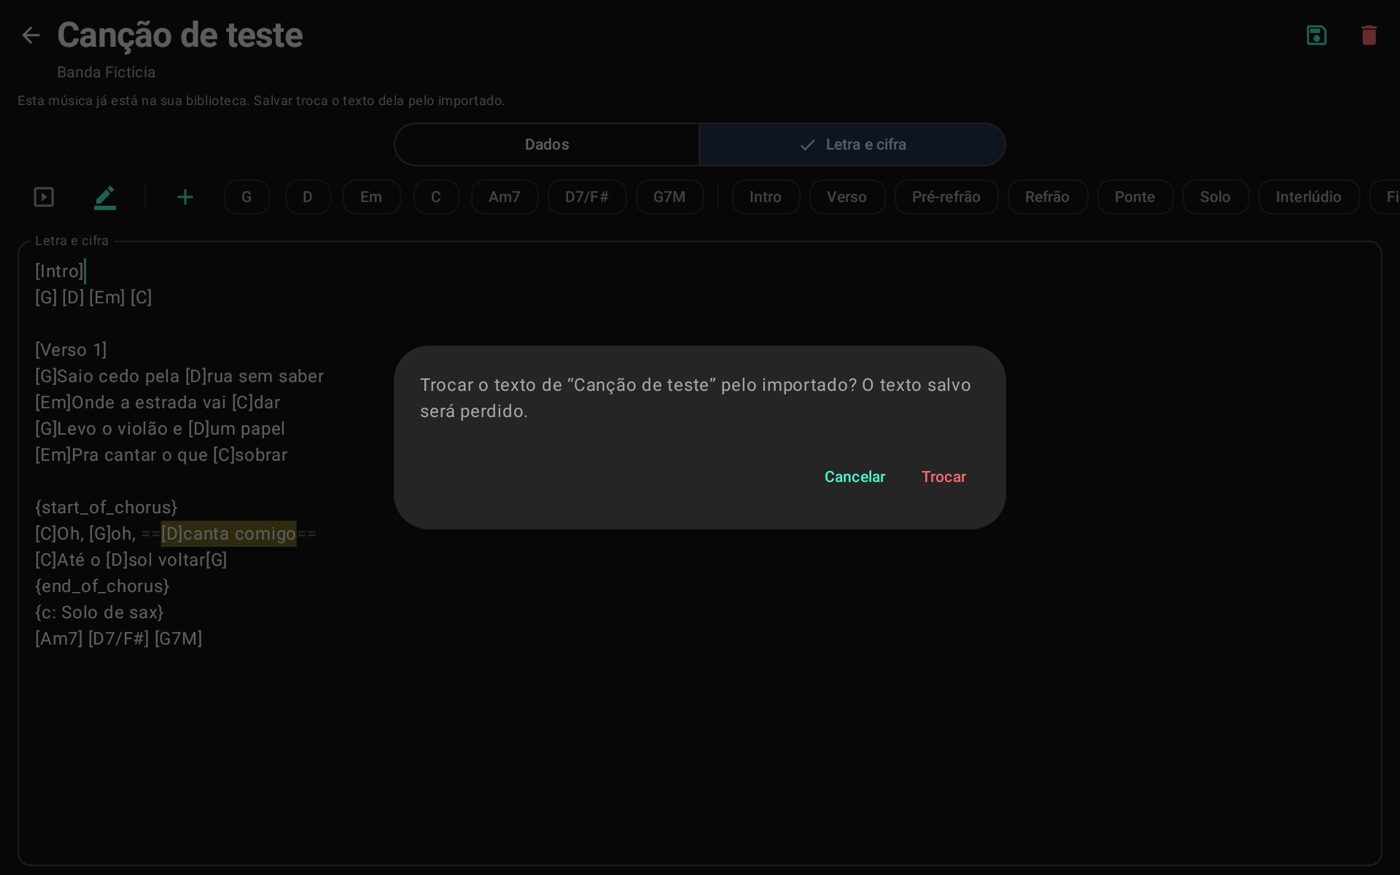 Canção de teste
Banda Fictícia
Esta música já está na sua biblioteca. Salvar troca o texto dela pelo importado.
Dados
Letra e cifra
G D Em C Am7 D7/F# G7M Intro Verso Pré-refrão Refrão Ponte Solo Interlúdio Fi
Letra e cifra
[Intro]
[G] [D] [Em] [C]
[Verso 1]
[G]Saio cedo pela [D]rua sem saber
[Em]Onde a estrada vai [C]dar
[G]Levo o violão e [D]um papel
[Em]Pra cantar o que [C]sobrar
{start_of_chorus}
[C]Oh, [G]oh, ==[D]canta comigo==
[C]Até o [D]sol voltar[G]
{end_of_chorus}
{c: Solo de sax}
[Am7] [D7/F#] [G7M]
Trocar o texto de “Canção de teste” pelo importado? O texto salvo
será perdido.
Cancelar
Trocar